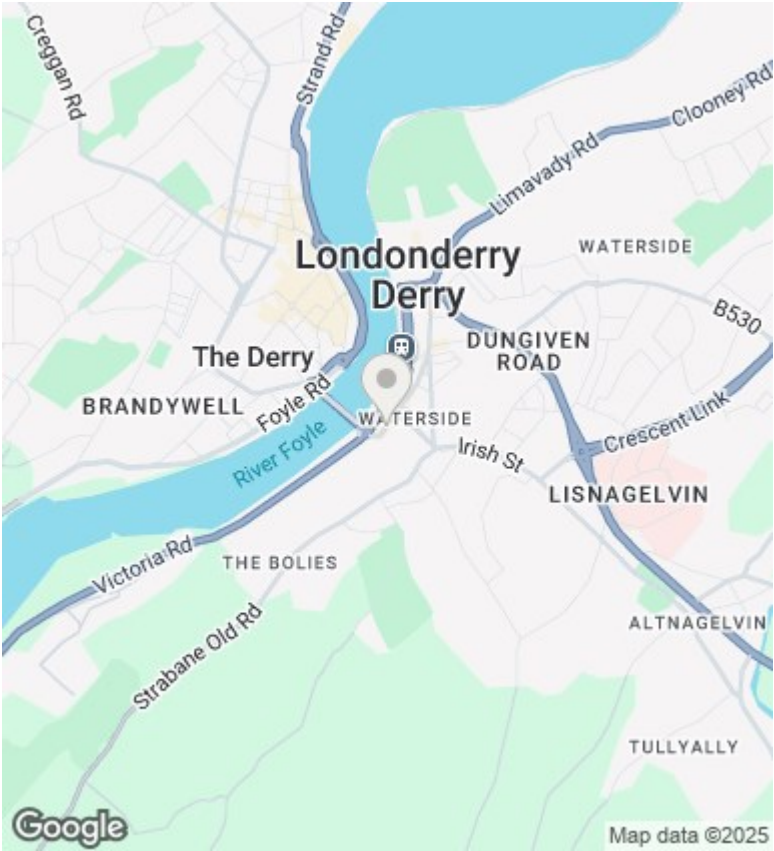 Creggan Rd
Strand Rd
Clooney Rd
Limavady Rd
WATERSIDE
Londonderry
Derry
B530
DUNGIVEN
ROAD
The Derry
Foyle Rd
BRANDYWELL
WATERSIDE
Crescent Link
Irish St
River Foyle
LISNAGELVIN
Victoria Rd
THE BOLIES
ALTNAGELVIN
Strabane Old Rd
TULLYALLY
Google
Map data ©2025